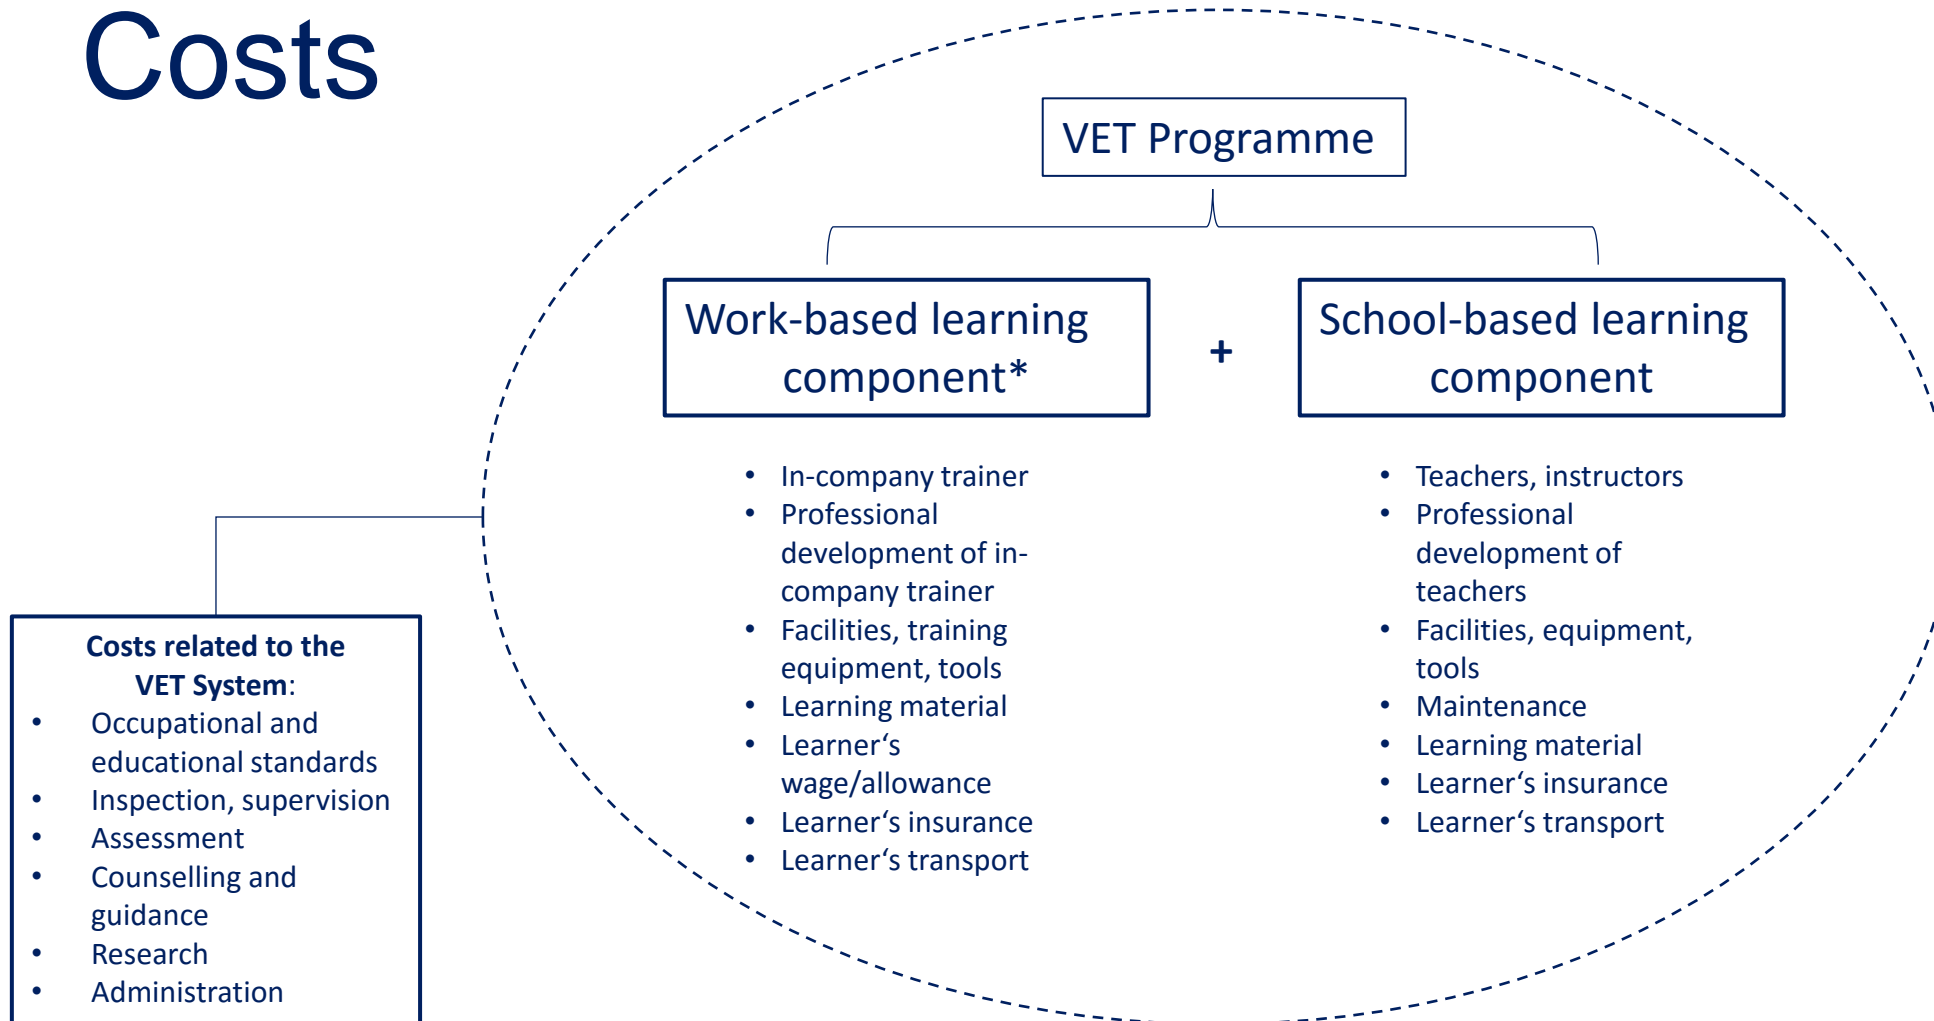 Costs
VET Programme
Work-based learning
component*
+
School-based learning
component
• In-company trainer
• Professional
development of in-
company trainer
• Facilities, training
equipment, tools
• Learning material
• Learner‘s
wage/allowance
• Learner‘s insurance
• Learner‘s transport
• Teachers, instructors
• Professional
development of
teachers
• Facilities, equipment,
tools
• Maintenance
• Learning material
• Learner‘s insurance
• Learner‘s transport
Costs related to the
VET System:
• Occupational and
educational standards
• Inspection, supervision
• Assessment
• Counselling and
guidance
• Research
• Administration